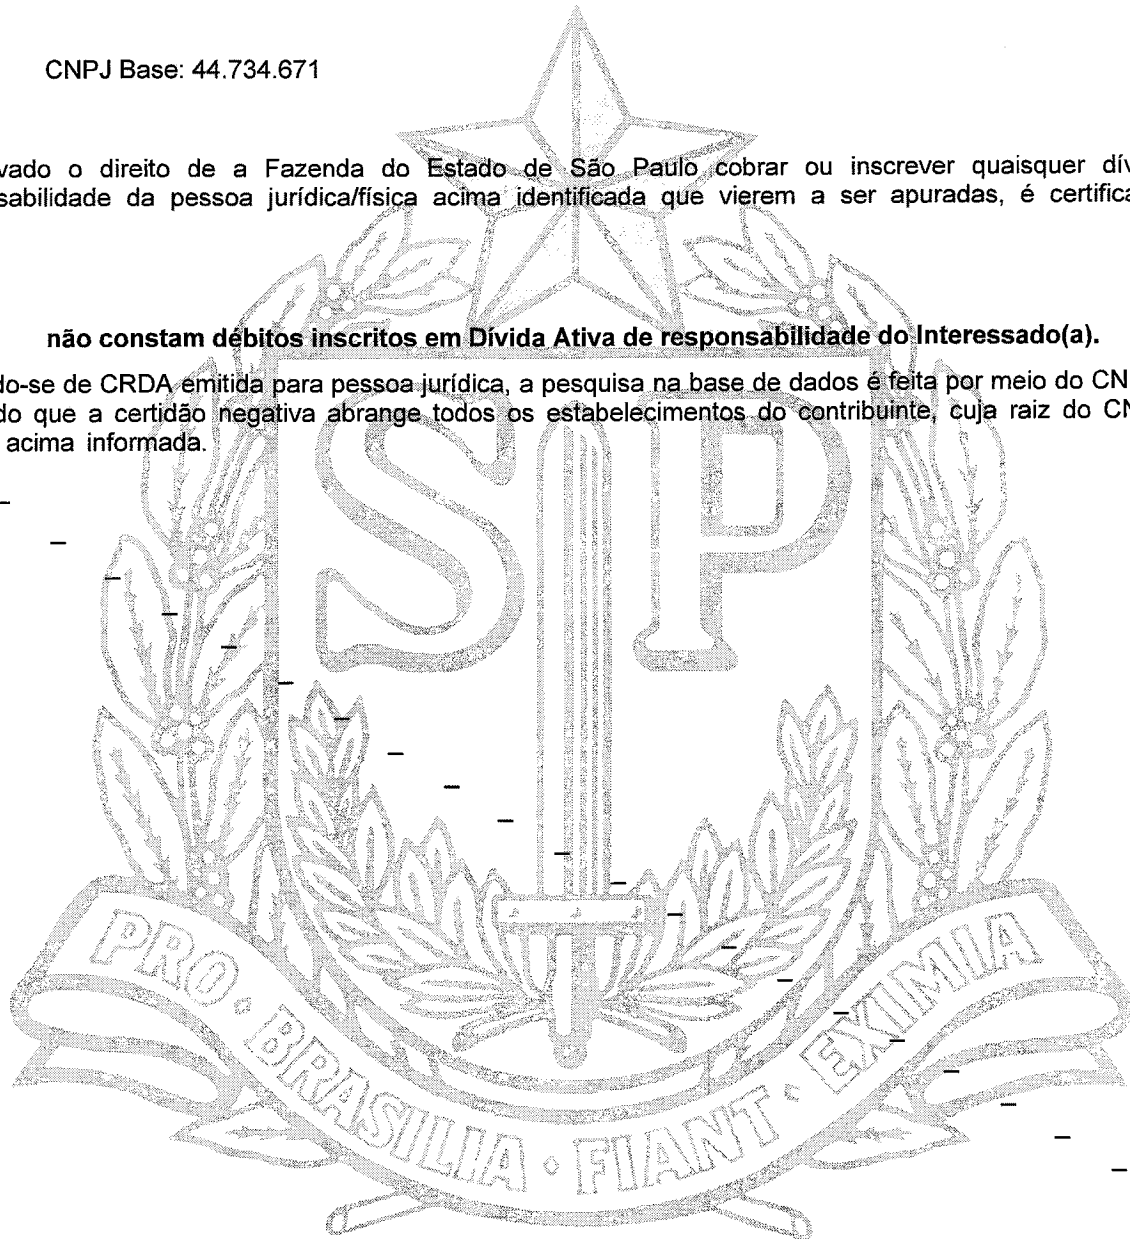 CNPJ Base: 44.734.671
vado o direito de a Fazenda do Estado de São Paulo cobrar ou inscrever quaisquer dív
sabilidade da pessoa jurídica/física acima identificada que vierem a ser apuradas, é certifica
não constam débitos inscritos em Dívida Ativa de responsabilidade do Interessado(a).
do-se de CRDA emitida para pessoa jurídica, a pesquisa na base de dados é feita por meio do CN
do que a certidão negativa abrange todos os estabelecimentos do contribuinte, cuja raiz do CN
acima informada.
SP
PRO · BRASILIA · FIANT · EXIMIA